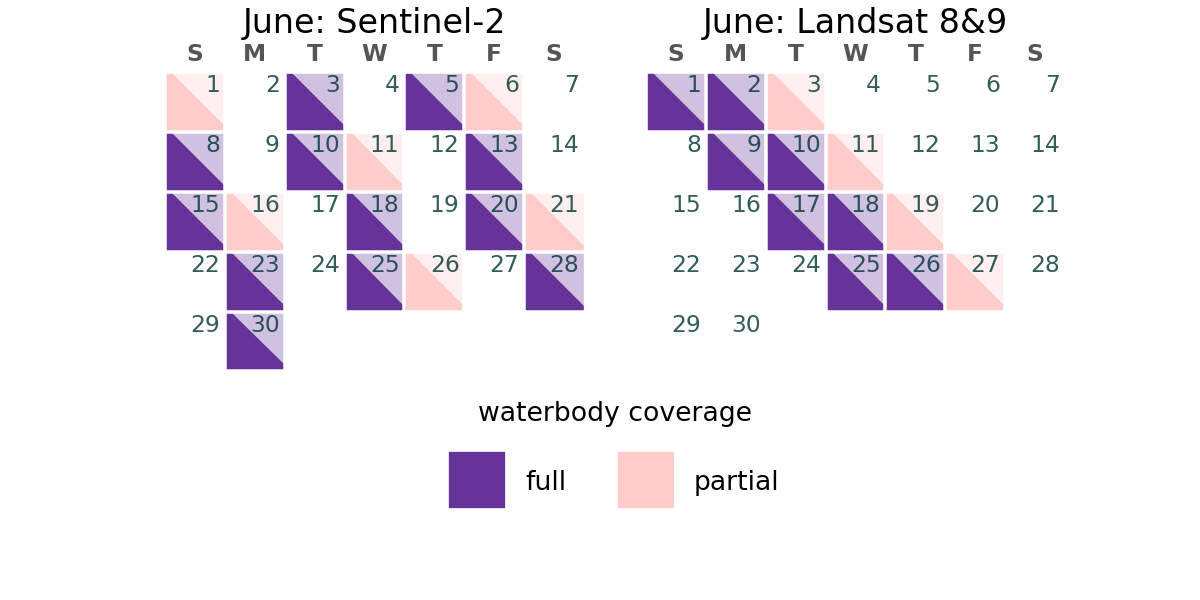 June: Sentinel-2
S M T W T F S
1 2 3 4 5 6 7
8 9 10 11 12 13 14
15 16 17 18 19 20 21
22 23 24 25 26 27 28
29 30
June: Landsat 8&9
S M T W T F S
1 2 3 4 5 6 7
8 9 10 11 12 13 14
15 16 17 18 19 20 21
22 23 24 25 26 27 28
29 30
waterbody coverage
full partial